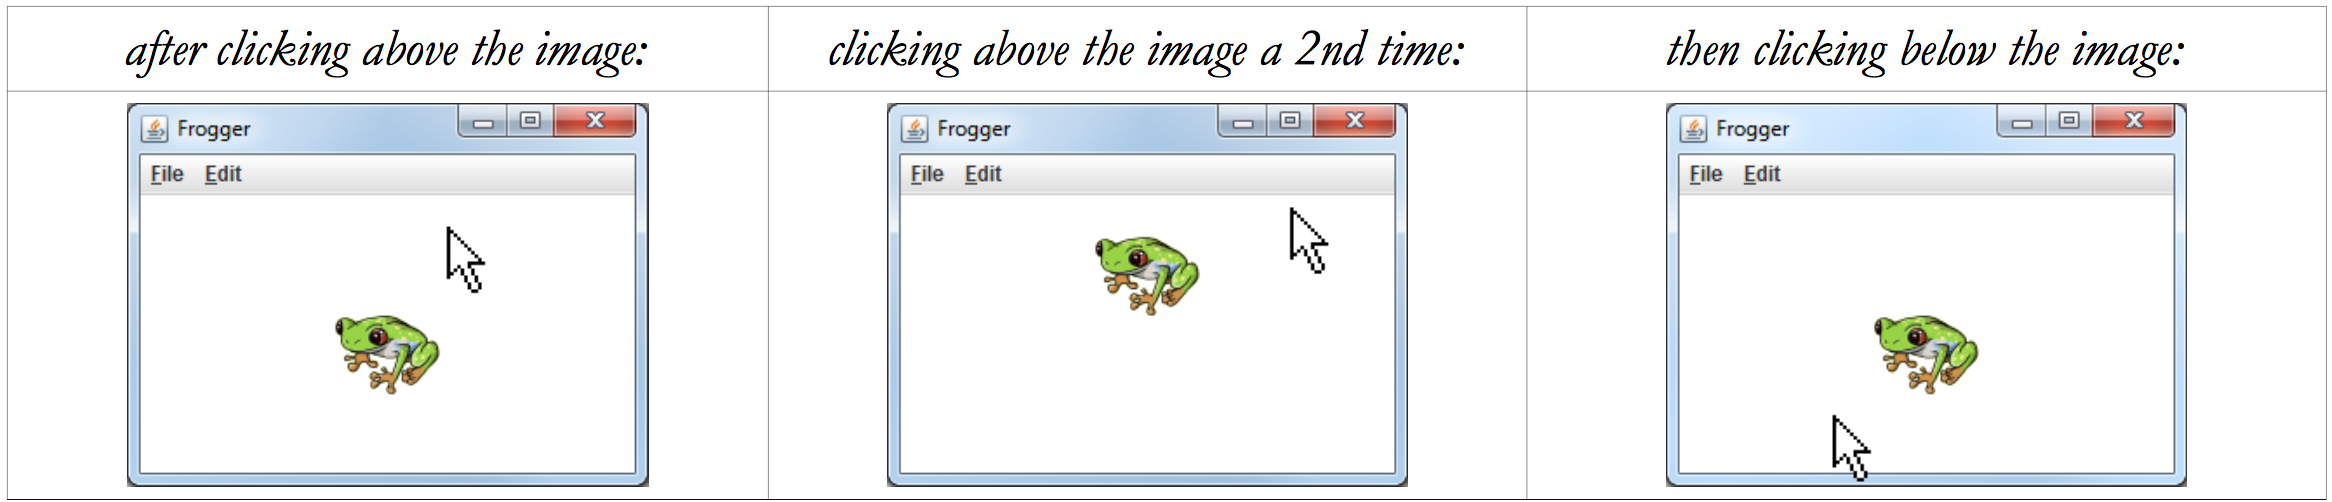 after clicking above the image:
clicking above the image a 2nd time:
then clicking below the image:
Frogger
File Edit
Frogger
File Edit
Frogger
File Edit